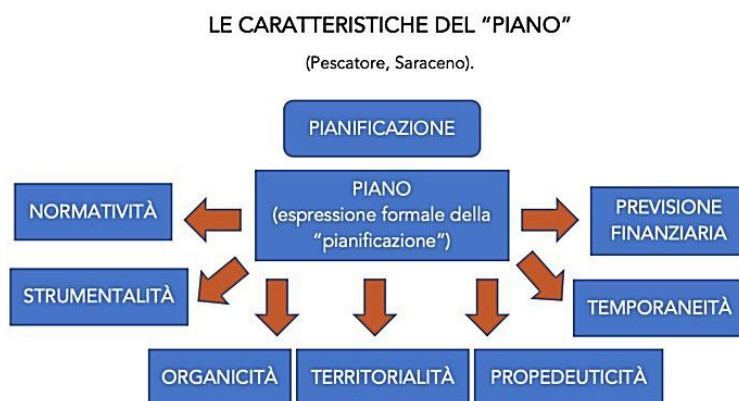 LE CARATTERISTICHE DEL “PIANO”
(Pescatore, Saraceno).
PIANIFICAZIONE
PIANO
(espressione formale della
“pianificazione”)
NORMATIVITÀ
PREVISIONE
FINANZIARIA
STRUMENTALITÀ
TEMPORANEITÀ
ORGANICITÀ
TERRITORIALITÀ
PROPEDEUTICITÀ